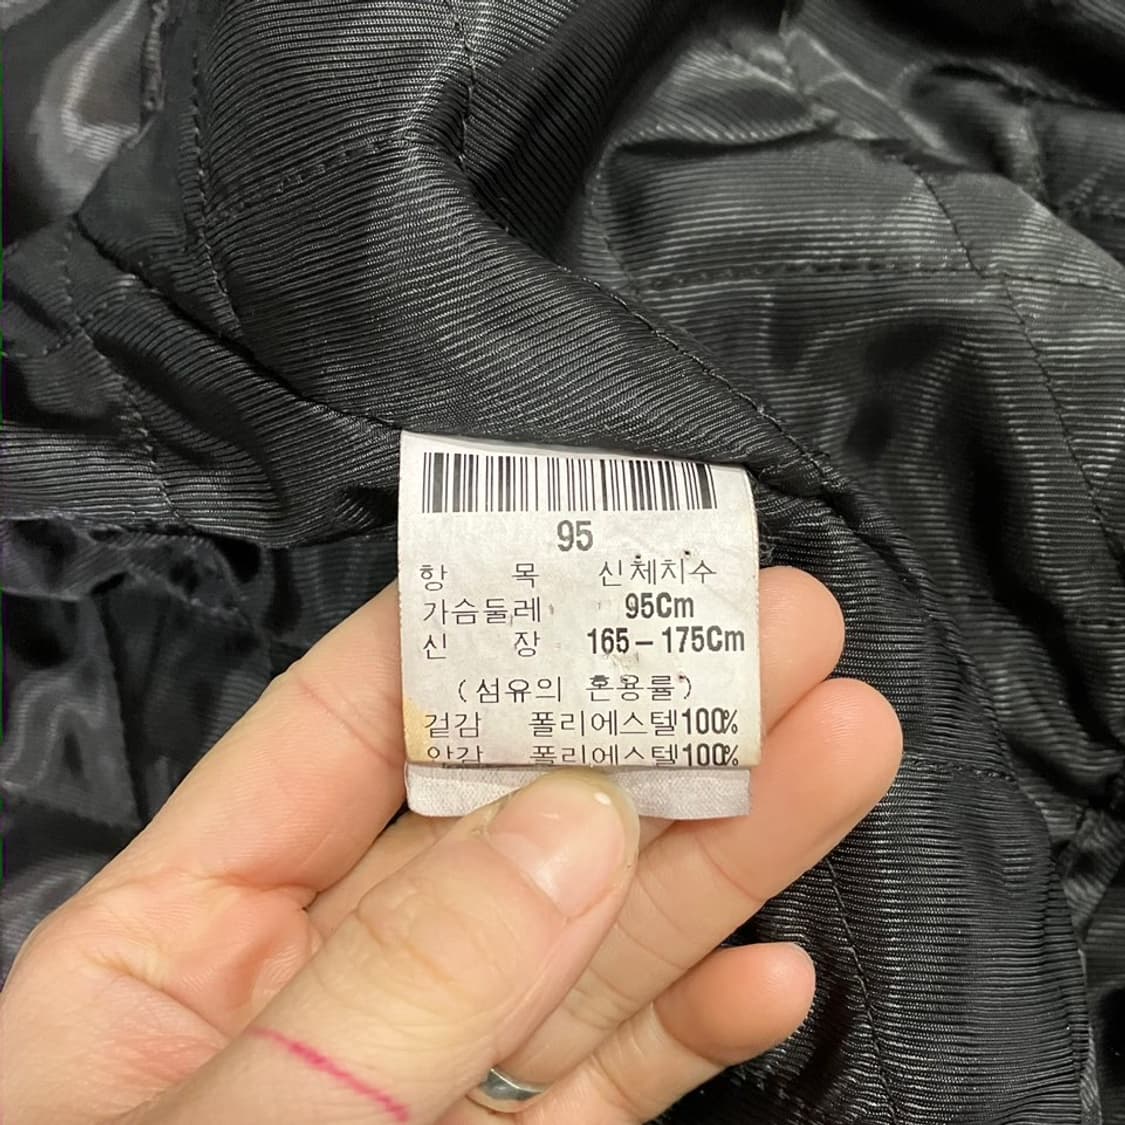 95
항 목 신체치수
가슴둘레 95Cm
신 장 165-175Cm
(섬유의 혼용률)
겉감 폴리에스텔100%
안감 폴리에스텔100%